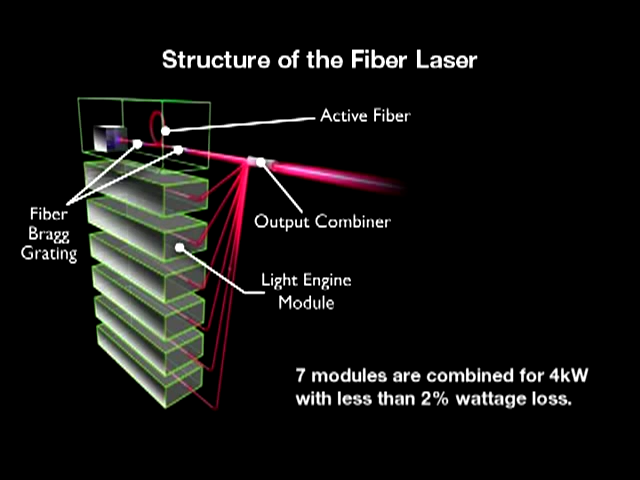 Structure of the Fiber Laser
Active Fiber
Fiber
Bragg
Grating
Output Combiner
Light Engine
Module
7 modules are combined for 4kW
with less than 2% wattage loss.